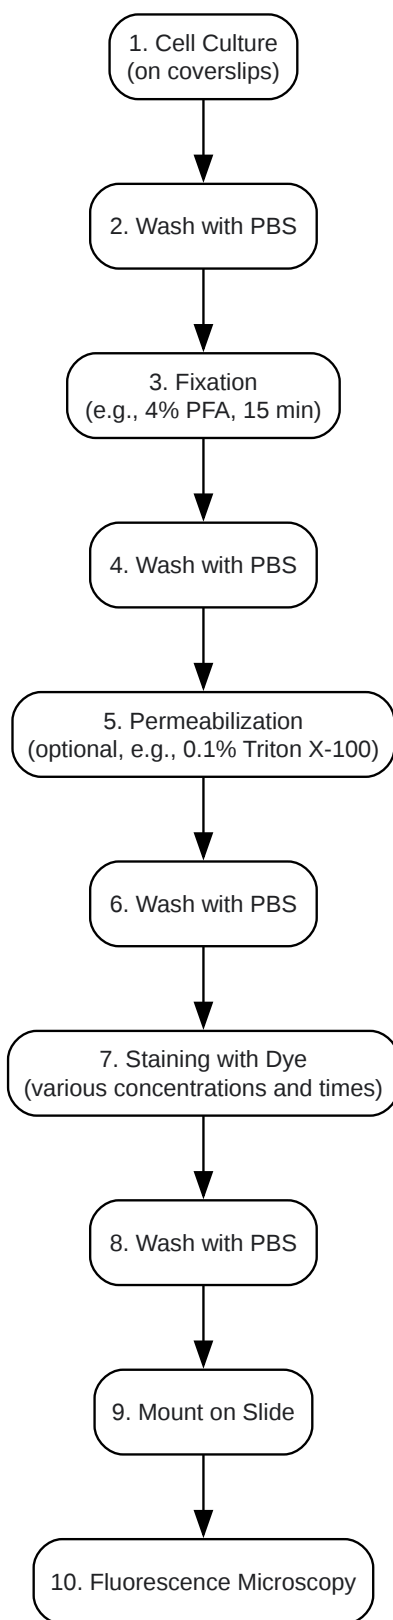 1. Cell Culture
(on coverslips)
2. Wash with PBS
3. Fixation
(e.g., 4% PFA, 15 min)
4. Wash with PBS
5. Permeabilization
(optional, e.g., 0.1% Triton X-100)
6. Wash with PBS
7. Staining with Dye
(various concentrations and times)
8. Wash with PBS
9. Mount on Slide
10. Fluorescence Microscopy